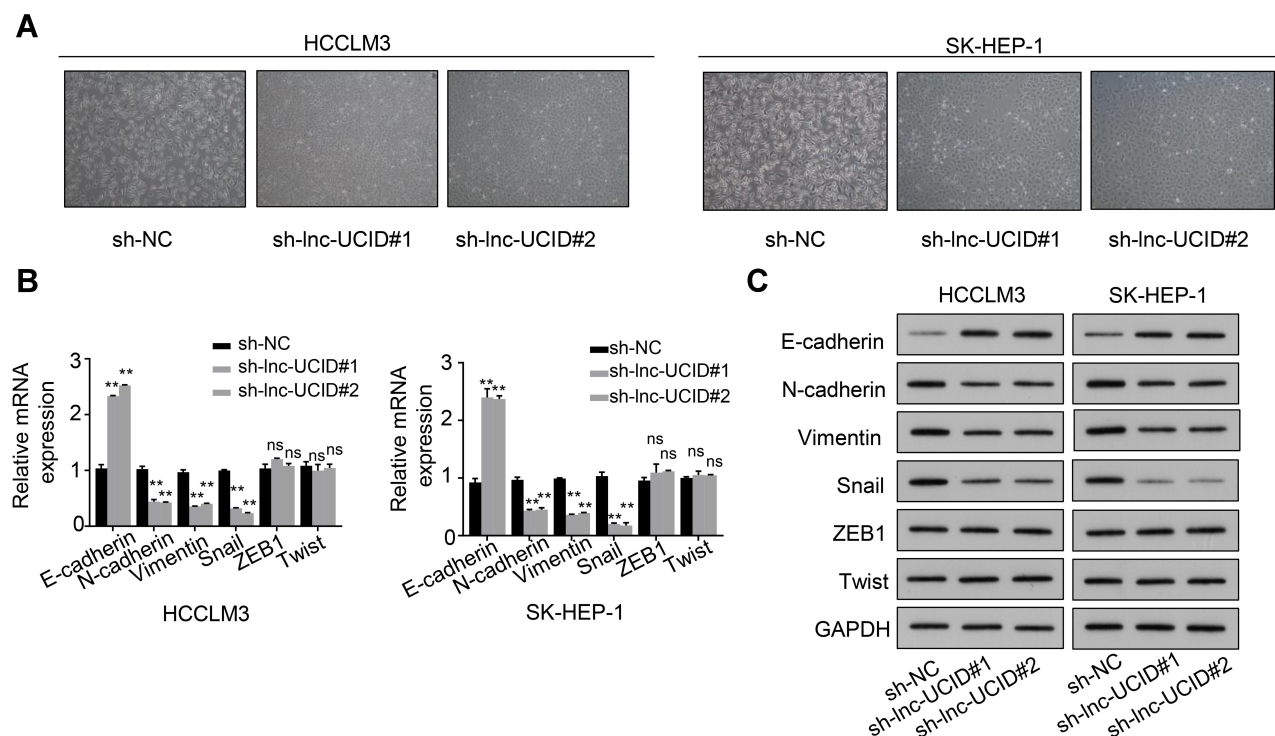 A
HCCLM3
SK-HEP-1
sh-NC
sh-lnc-UCID#1
sh-lnc-UCID#2
sh-NC
sh-lnc-UCID#1
sh-lnc-UCID#2
B
Relative mRNA
expression
3
2
1
0
sh-NC
sh-lnc-UCID#1
sh-lnc-UCID#2
**
**
**
**
**
**
**
**
ns
ns
ns
ns
E-cadherin
N-cadherin
Vimentin
Snail
ZEB1
Twist
HCCLM3
Relative mRNA
expression
3
2
1
0
sh-NC
sh-lnc-UCID#1
sh-lnc-UCID#2
**
**
**
**
**
**
**
**
ns
ns
ns
ns
E-cadherin
N-cadherin
Vimentin
Snail
ZEB1
Twist
SK-HEP-1
C
HCCLM3
SK-HEP-1
E-cadherin
N-cadherin
Vimentin
Snail
ZEB1
Twist
GAPDH
sh-NC
sh-lnc-UCID#1
sh-lnc-UCID#2
sh-NC
sh-lnc-UCID#1
sh-lnc-UCID#2